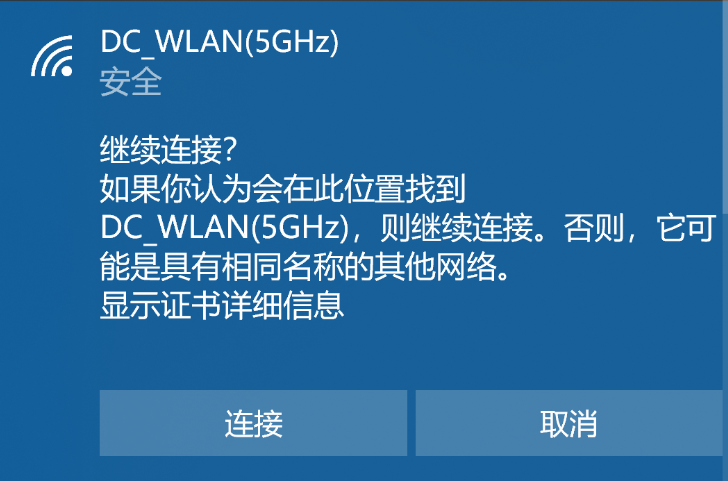 DC_WLAN(5GHz)
安全
继续连接?
如果你认为会在此位置找到
DC_WLAN(5GHz)，则继续连接。否则，它可
能是具有相同名称的其他网络。
显示证书详细信息
连接
取消